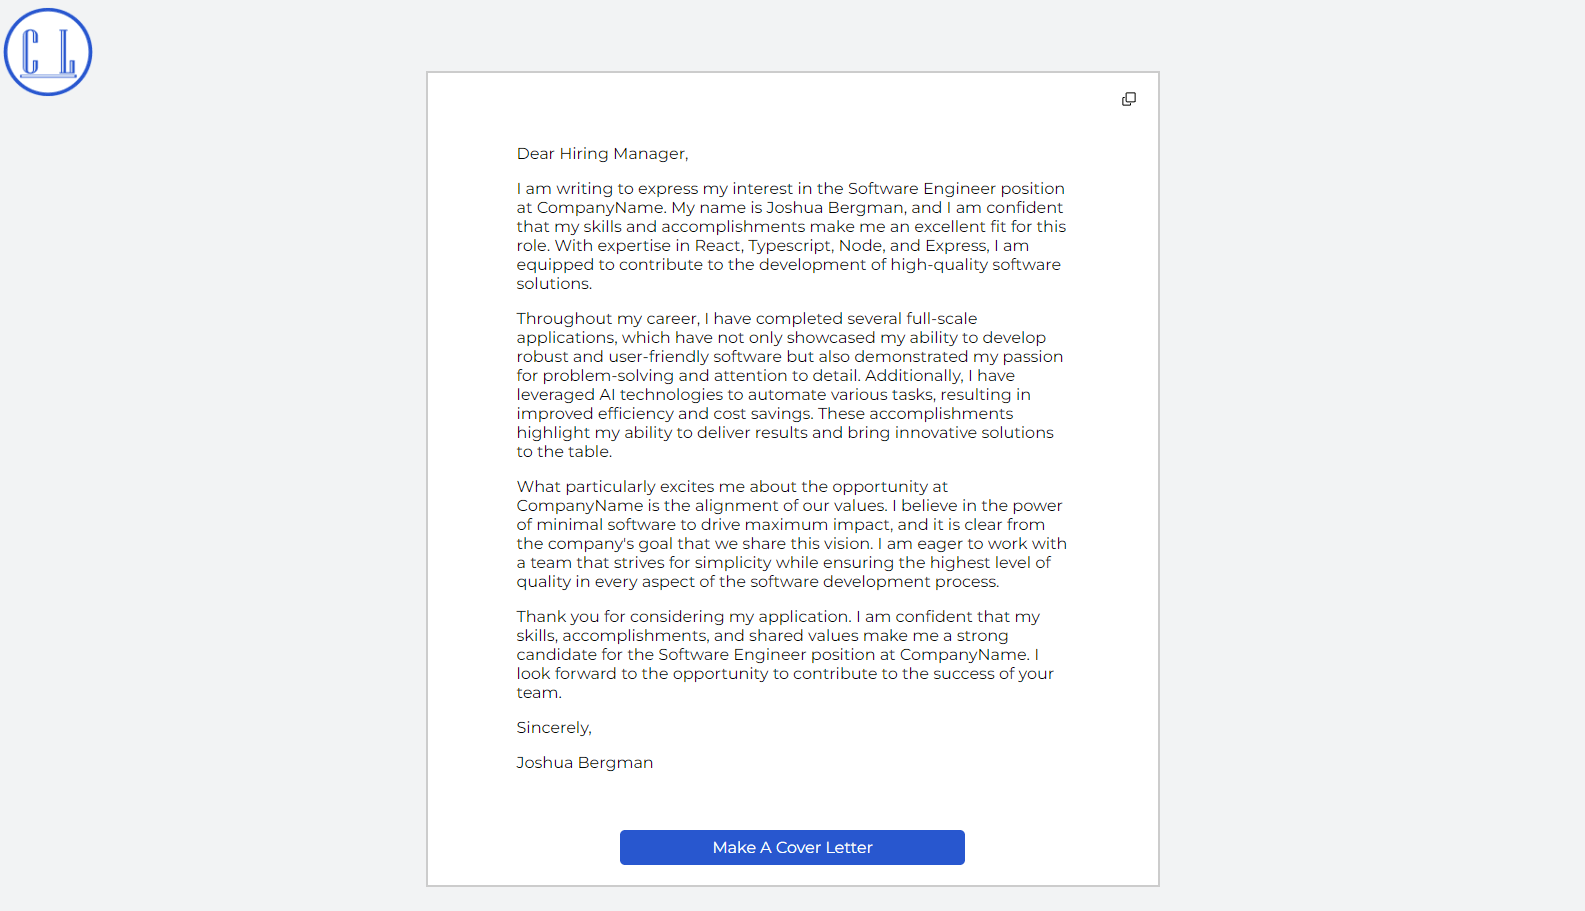 C L
Dear Hiring Manager,
I am writing to express my interest in the Software Engineer position
at CompanyName. My name is Joshua Bergman, and I am confident
that my skills and accomplishments make me an excellent fit for this
role. With expertise in React, Typescript, Node, and Express, I am
equipped to contribute to the development of high-quality software
solutions.
Throughout my career, I have completed several full-scale
applications, which have not only showcased my ability to develop
robust and user-friendly software but also demonstrated my passion
for problem-solving and attention to detail. Additionally, I have
leveraged AI technologies to automate various tasks, resulting in
improved efficiency and cost savings. These accomplishments
highlight my ability to deliver results and bring innovative solutions
to the table.
What particularly excites me about the opportunity at
CompanyName is the alignment of our values. I believe in the power
of minimal software to drive maximum impact, and it is clear from
the company's goal that we share this vision. I am eager to work with
a team that strives for simplicity while ensuring the highest level of
quality in every aspect of the software development process.
Thank you for considering my application. I am confident that my
skills, accomplishments, and shared values make me a strong
candidate for the Software Engineer position at CompanyName. I
look forward to the opportunity to contribute to the success of your
team.
Sincerely,
Joshua Bergman
Make A Cover Letter